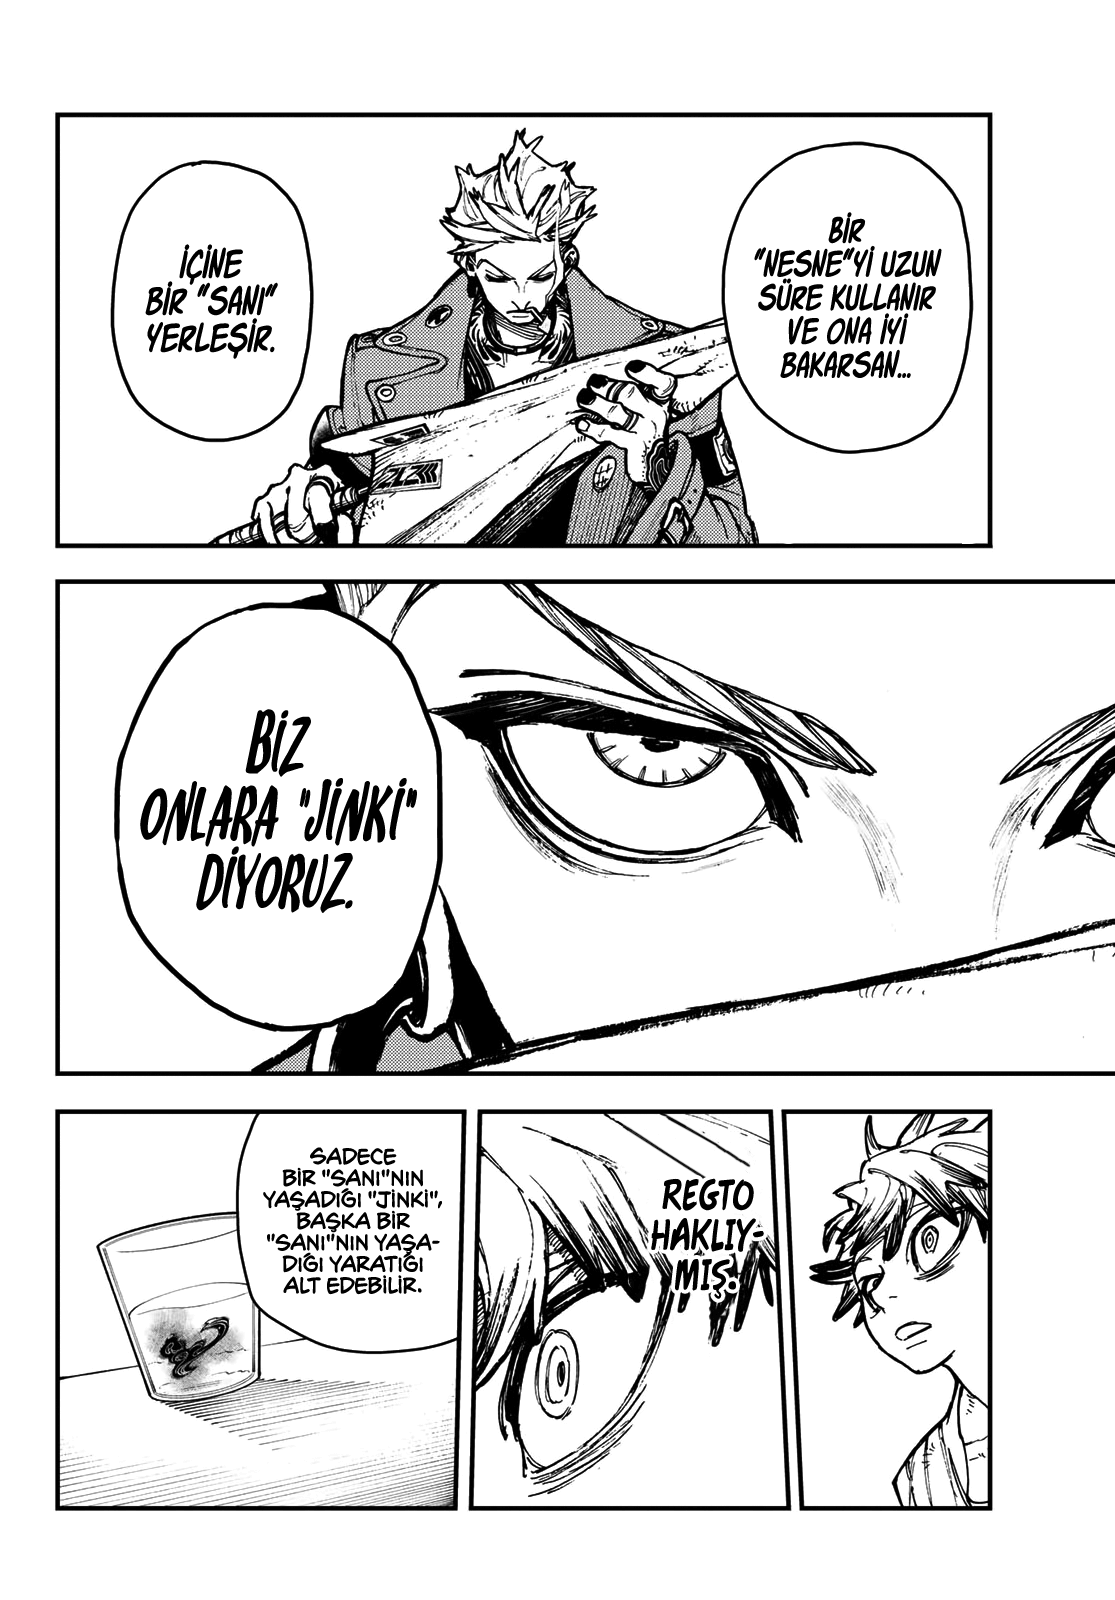 BİR
"NESNE"Yİ UZUN
SÜRE KULLANIR
VE ONA İYİ
BAKARSAN...
İÇİNE
BİR "SANI"
YERLEŞİR.
BİZ
ONLARA "JİNKİ"
DİYORUZ.
REGTO
HAKLIY-
MIŞ.
SADECE
BİR "SANI"NIN
YAŞADIĞI "JİNKİ",
BAŞKA BİR
"SANI"NIN YAŞA-
DIĞI YARATIĞI
ALT EDEBİLİR.